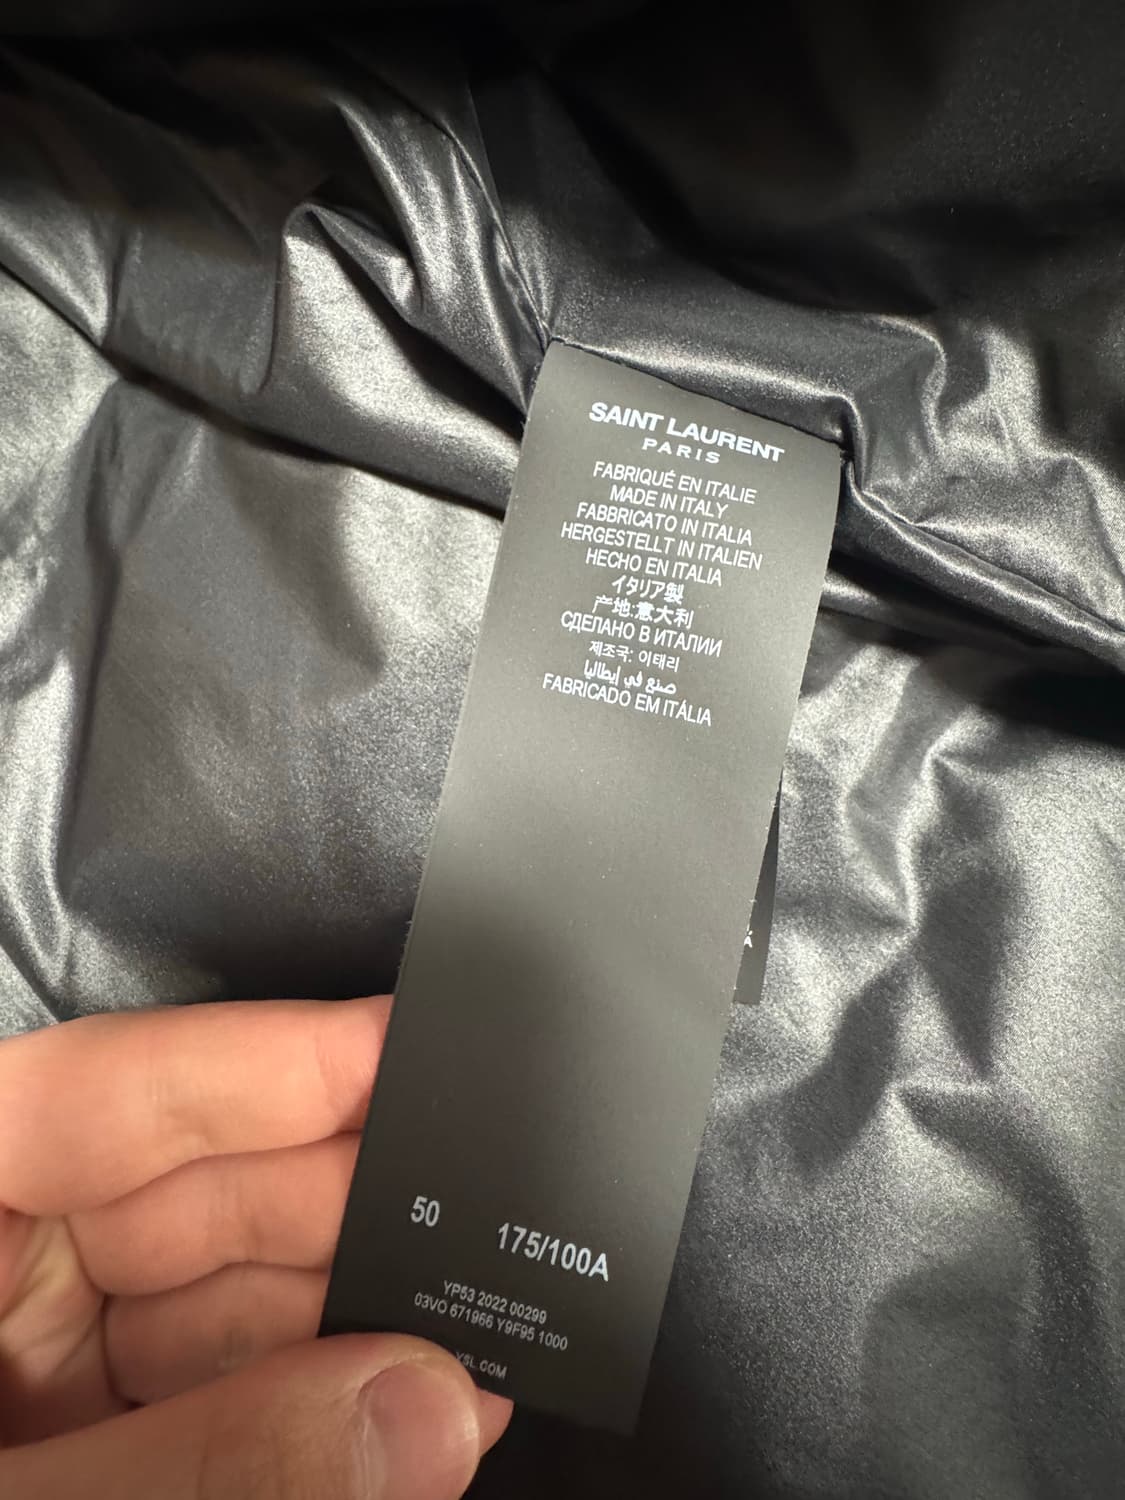 SAINT LAURENT
PARIS
FABRIQUÉ EN ITALIE
MADE IN ITALY
FABBRICATO IN ITALIA
HERGESTELLT IN ITALIEN
HECHO EN ITALIA
イタリア製
产地:意大利
СДЕЛАНО В ИТАЛИИ
제조국: 이태리
صنع في إيطاليا
FABRICADO EM ITÁLIA
50 175/100A
YP53 2022 00299
03VO 671966 Y9F95 1000
YSL.COM